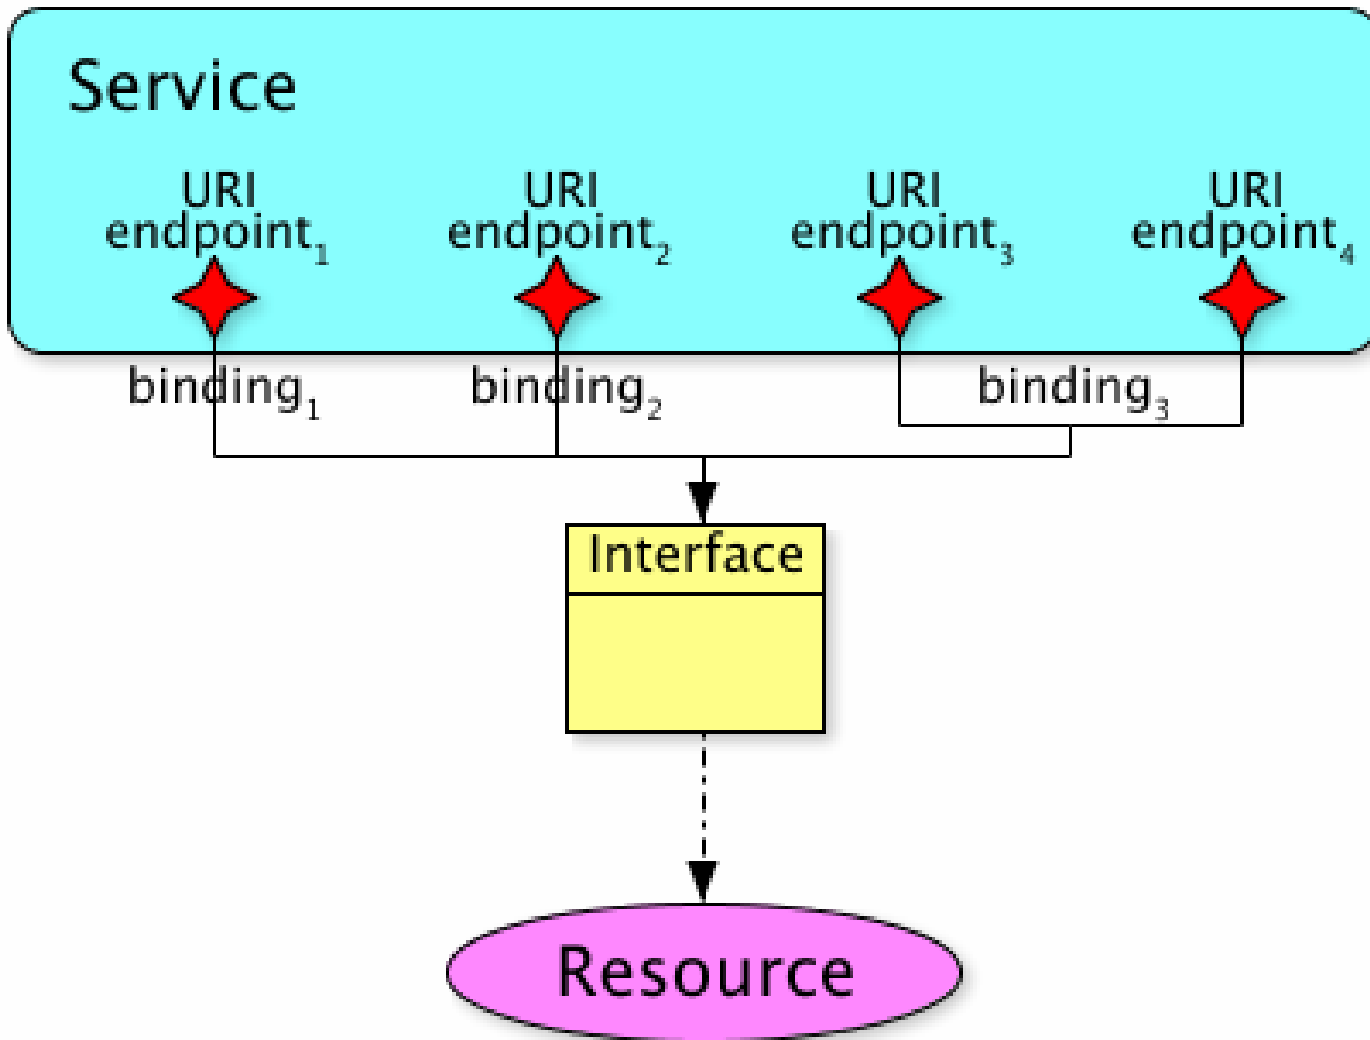 Service
URI URI URI URI
endpoint₁ endpoint₂ endpoint₃ endpoint₄
binding₁ binding₂ binding₃
Interface
Resource